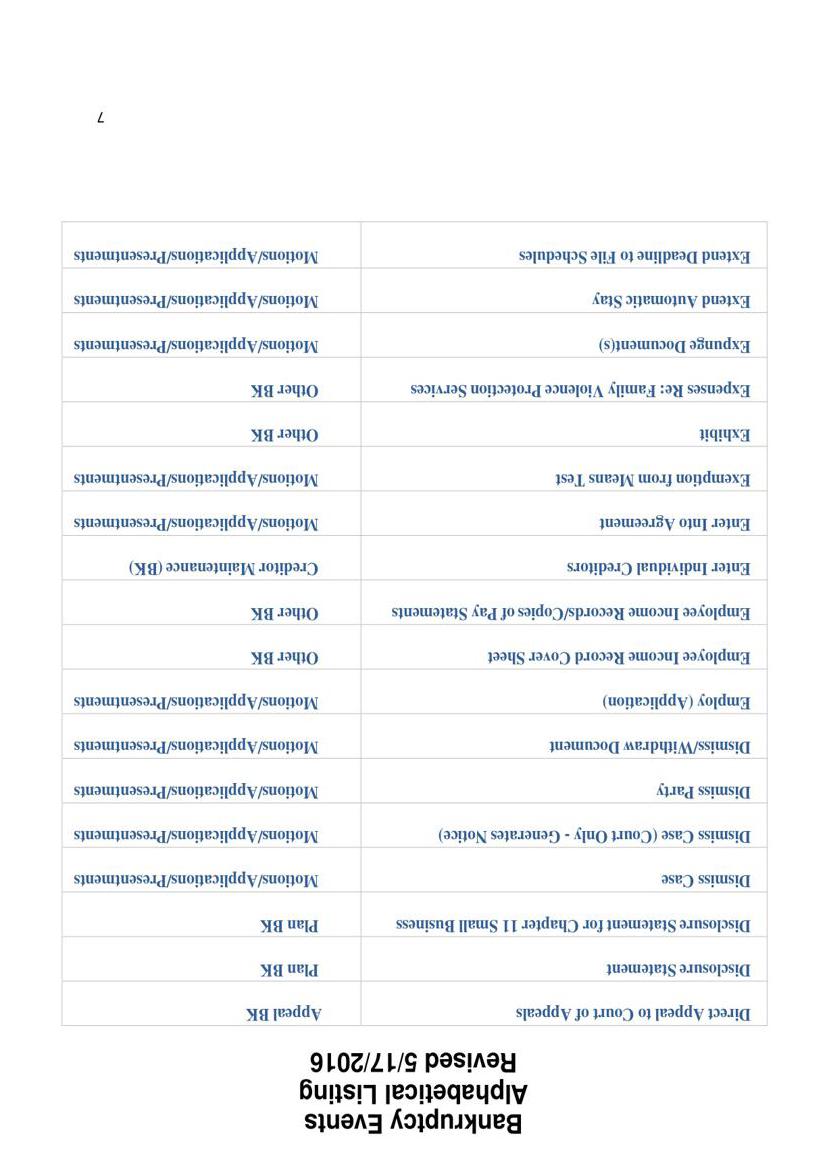 Bankruptcy Events
Alphabetical Listing
Revised 5/17/2016
Direct Appeal to Court of Appeals Appeal BK
Disclosure Statement Plan BK
Disclosure Statement for Chapter 11 Small Business Plan BK
Dismiss Case Motions/Applications/Presentments
Dismiss Case (Court Only - Generates Notice) Motions/Applications/Presentments
Dismiss Party Motions/Applications/Presentments
Dismiss/Withdraw Document Motions/Applications/Presentments
Employ (Application) Motions/Applications/Presentments
Employee Income Record Cover Sheet Other BK
Employee Income Records/Copies of Pay Statements Other BK
Enter Individual Creditors Creditor Maintenance (BK)
Enter Into Agreement Motions/Applications/Presentments
Exemption from Means Test Motions/Applications/Presentments
Exhibit Other BK
Expenses Re: Family Violence Protection Services Other BK
Expunge Document(s) Motions/Applications/Presentments
Extend Automatic Stay Motions/Applications/Presentments
Extend Deadline to File Schedules Motions/Applications/Presentments
7